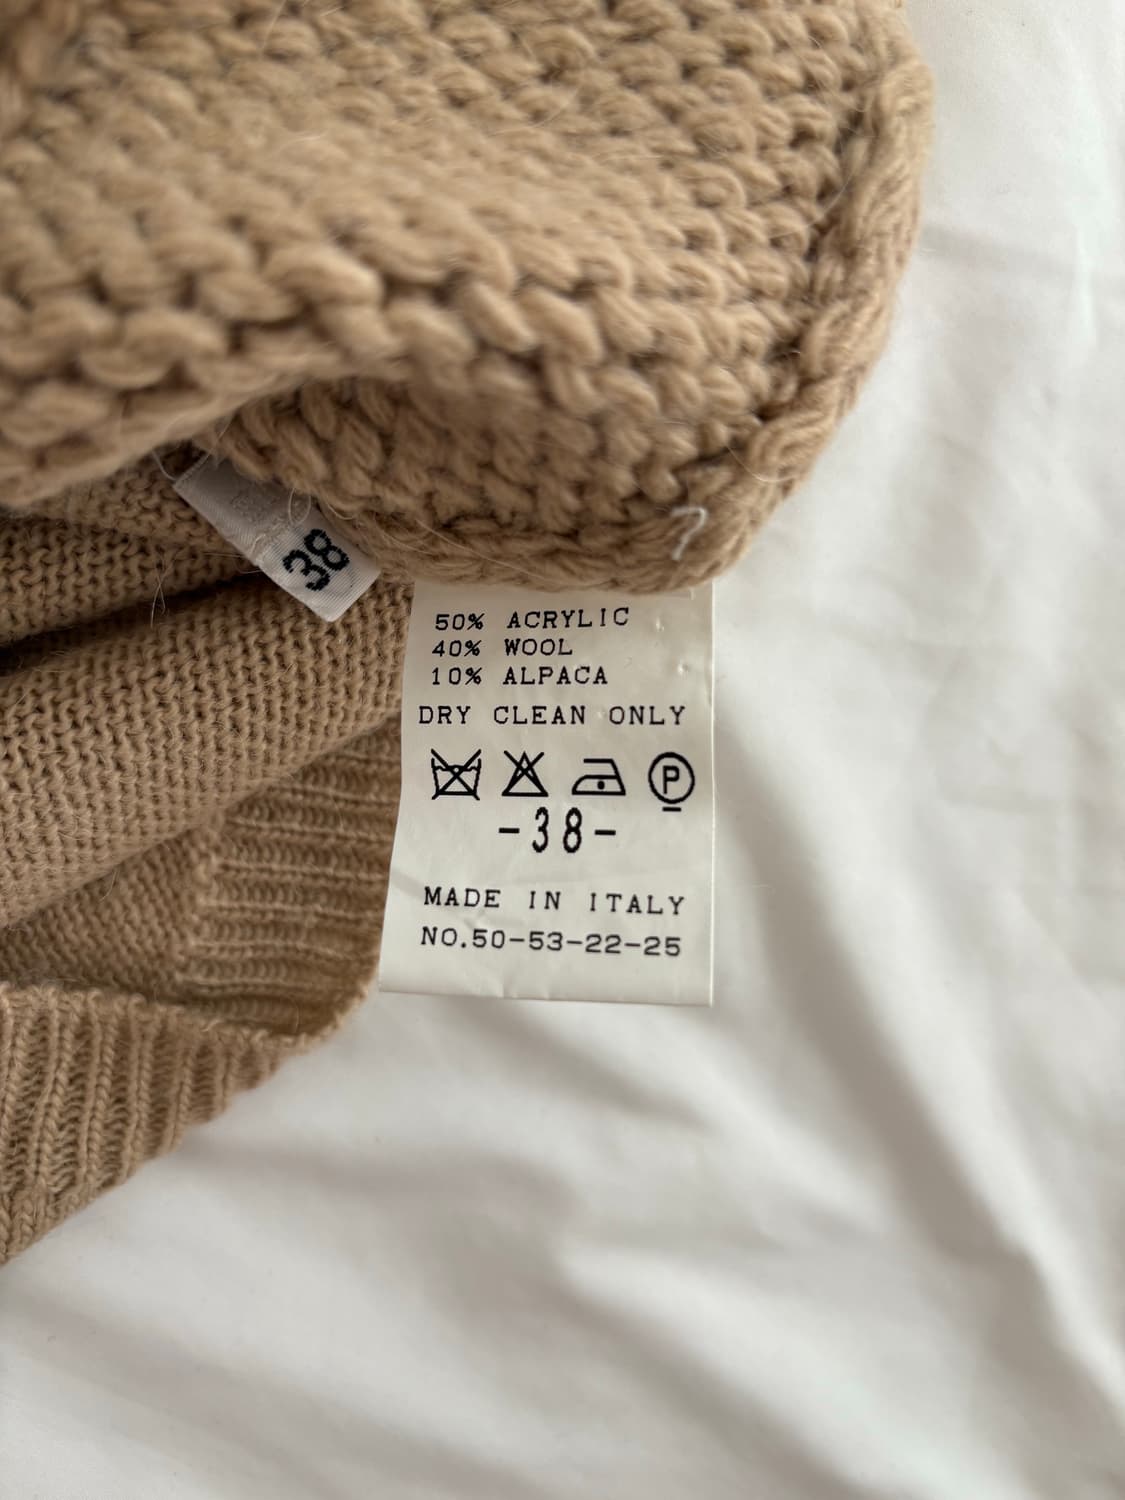 38
50% ACRYLIC
40% WOOL
10% ALPACA
DRY CLEAN ONLY
P
-38-
MADE IN ITALY
NO.50-53-22-25